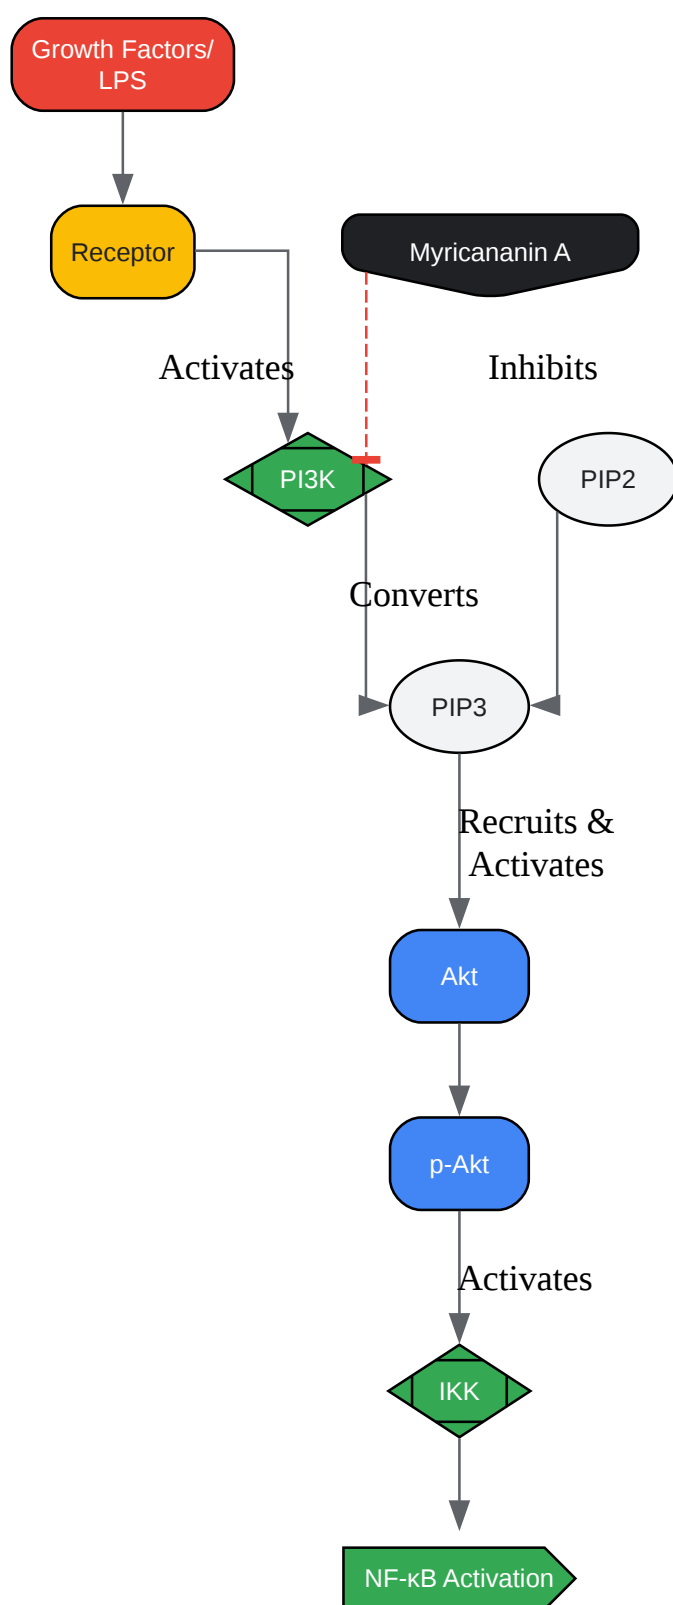 Growth Factors/
LPS
Receptor
Myricananin A
Activates
Inhibits
PI3K
PIP2
Converts
PIP3
Recruits &
Activates
Akt
p-Akt
Activates
IKK
NF-κB Activation